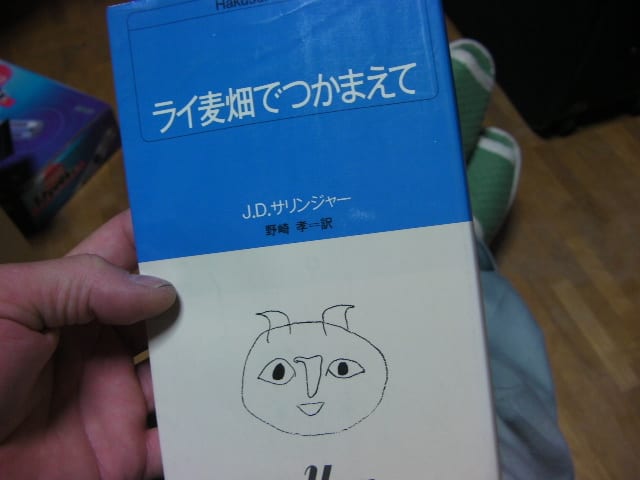 ライ麦畑でつかまえて
J.D.サリンジャー
野崎 孝=訳